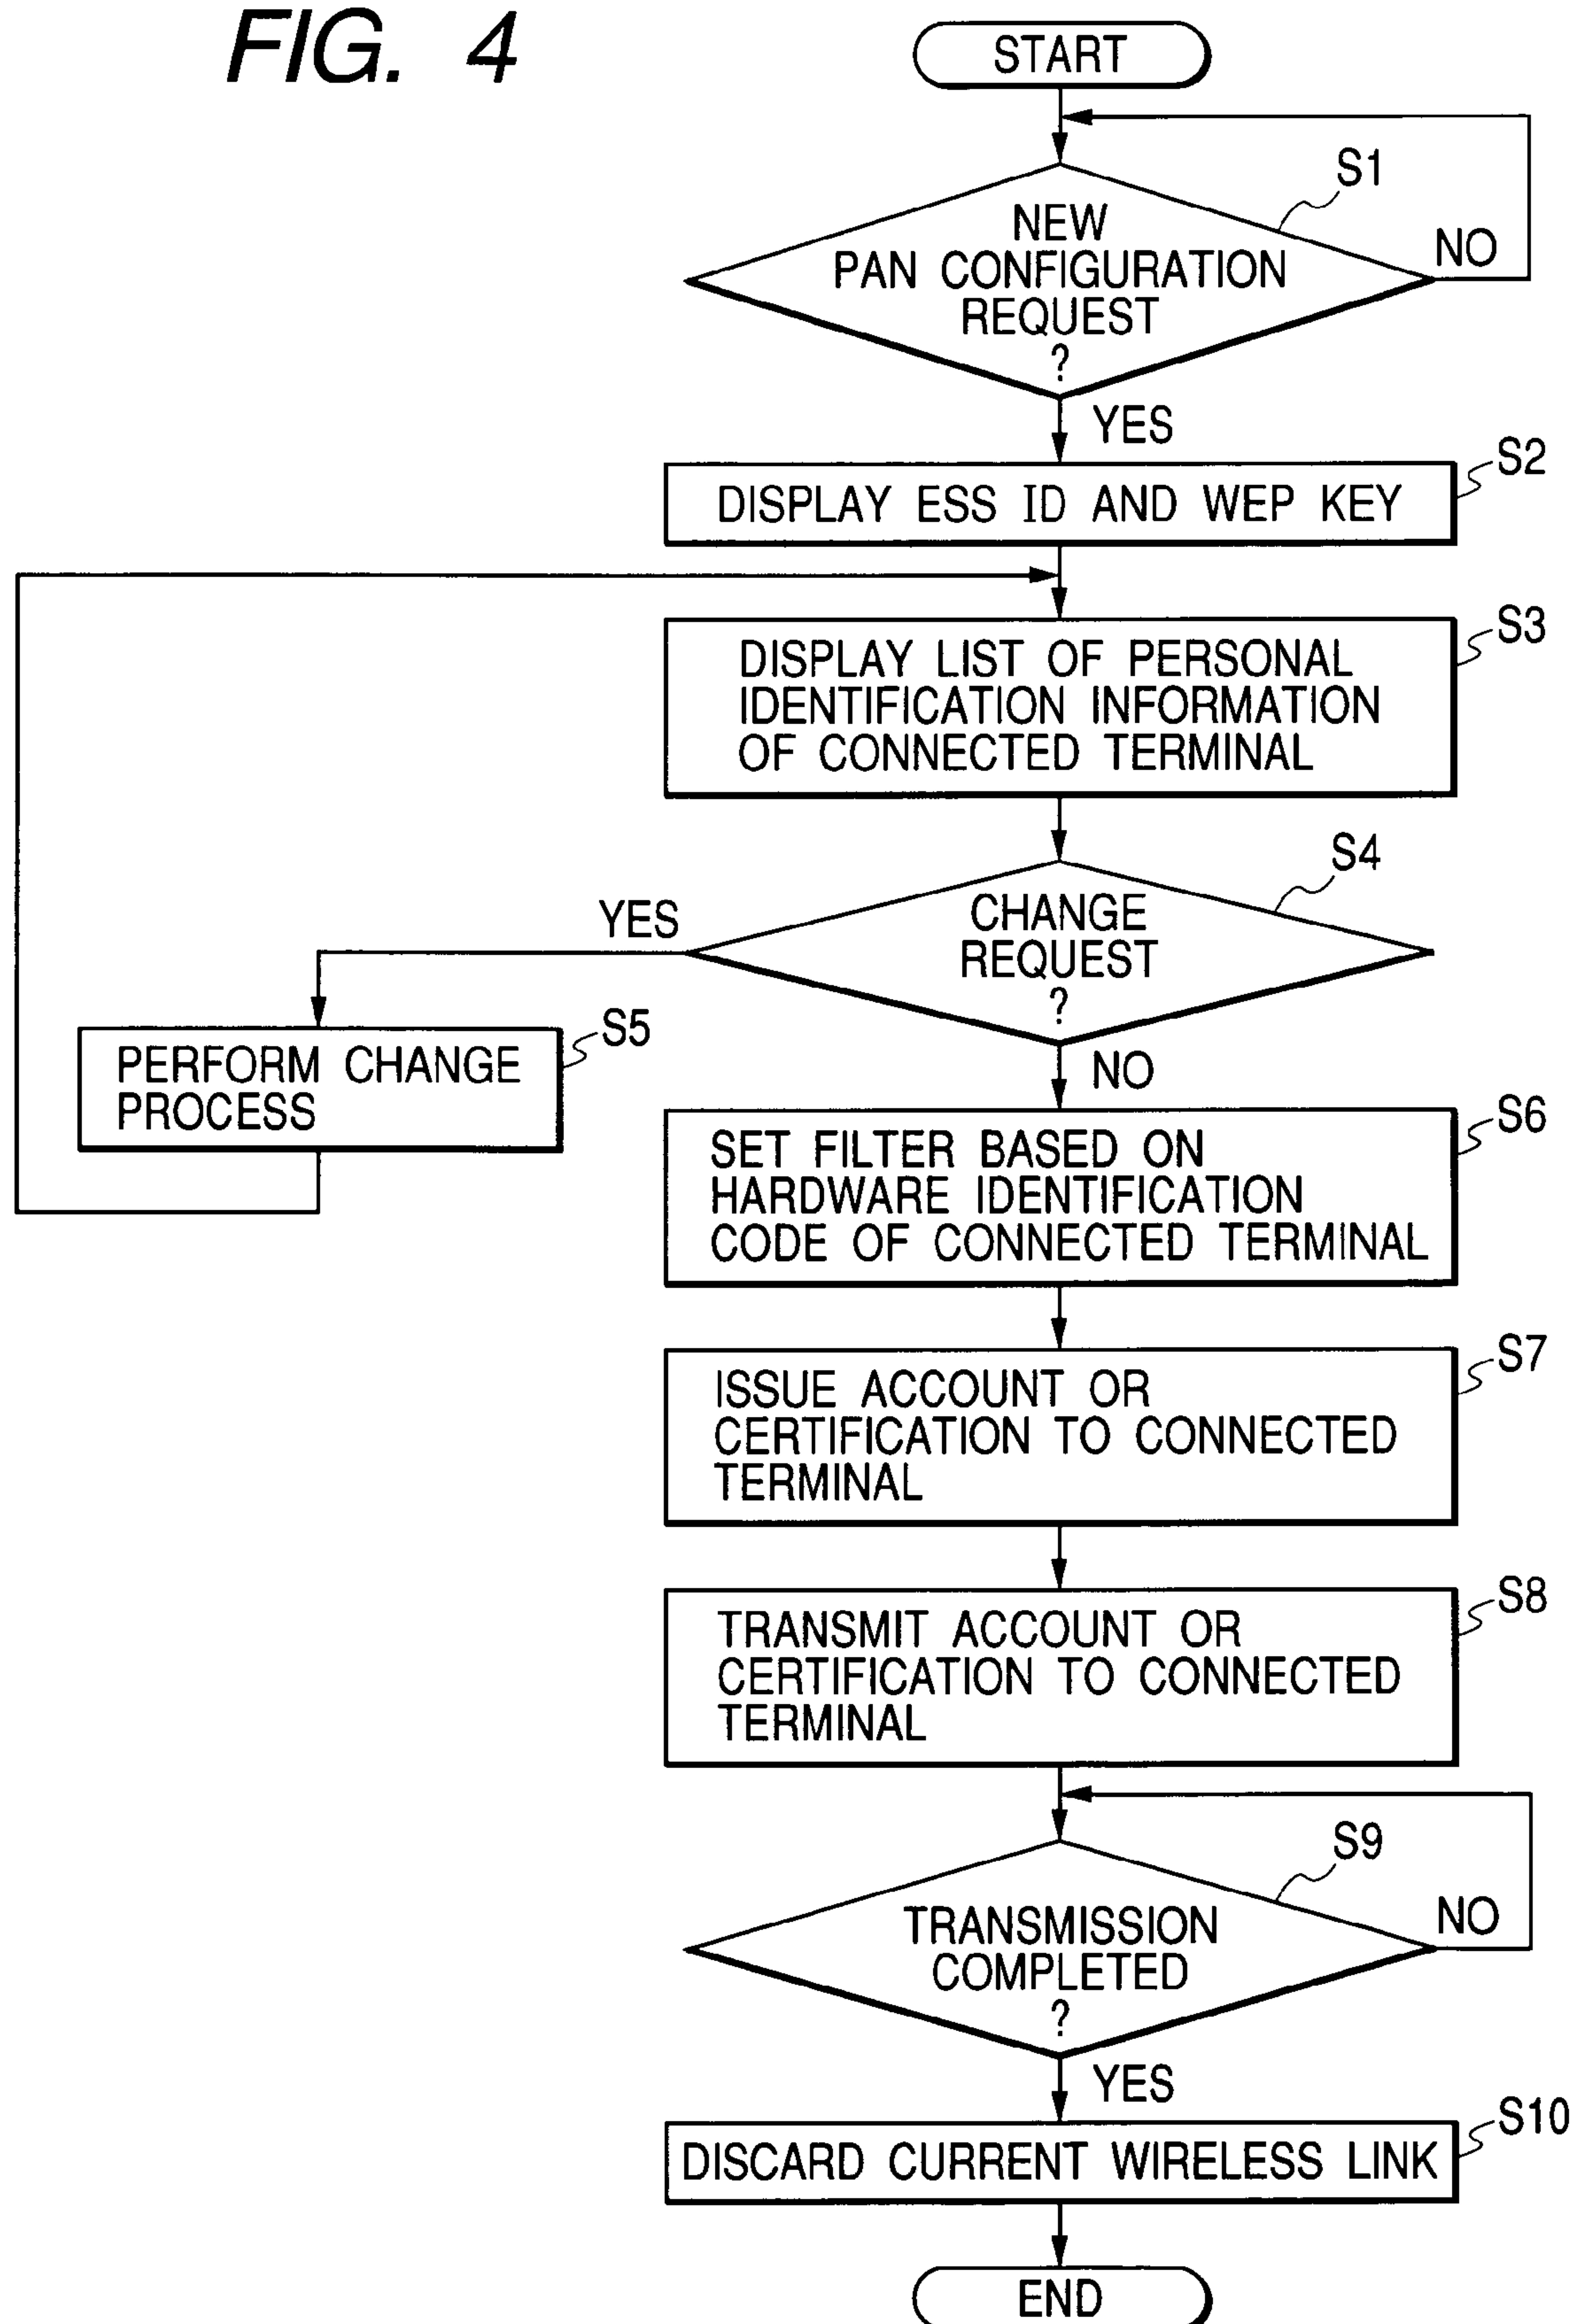 FIG. 4
START
S1
NEW
PAN CONFIGURATION
REQUEST
?
NO
YES
S2
DISPLAY ESS ID AND WEP KEY
S3
DISPLAY LIST OF PERSONAL
IDENTIFICATION INFORMATION
OF CONNECTED TERMINAL
S4
CHANGE
REQUEST
?
YES
NO
S5
PERFORM CHANGE
PROCESS
S6
SET FILTER BASED ON
HARDWARE IDENTIFICATION
CODE OF CONNECTED TERMINAL
S7
ISSUE ACCOUNT OR
CERTIFICATION TO CONNECTED
TERMINAL
S8
TRANSMIT ACCOUNT OR
CERTIFICATION TO CONNECTED
TERMINAL
S9
TRANSMISSION
COMPLETED
?
NO
YES
S10
DISCARD CURRENT WIRELESS LINK
END